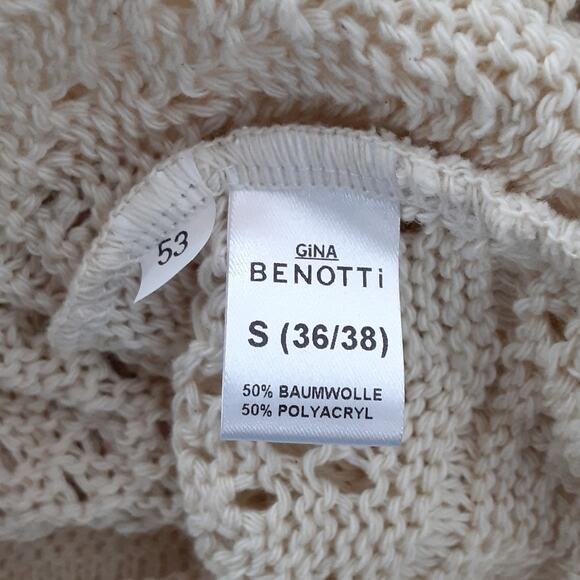 53
GiNA
BENOTTi
S (36/38)
50% BAUMWOLLE
50% POLYACRYL